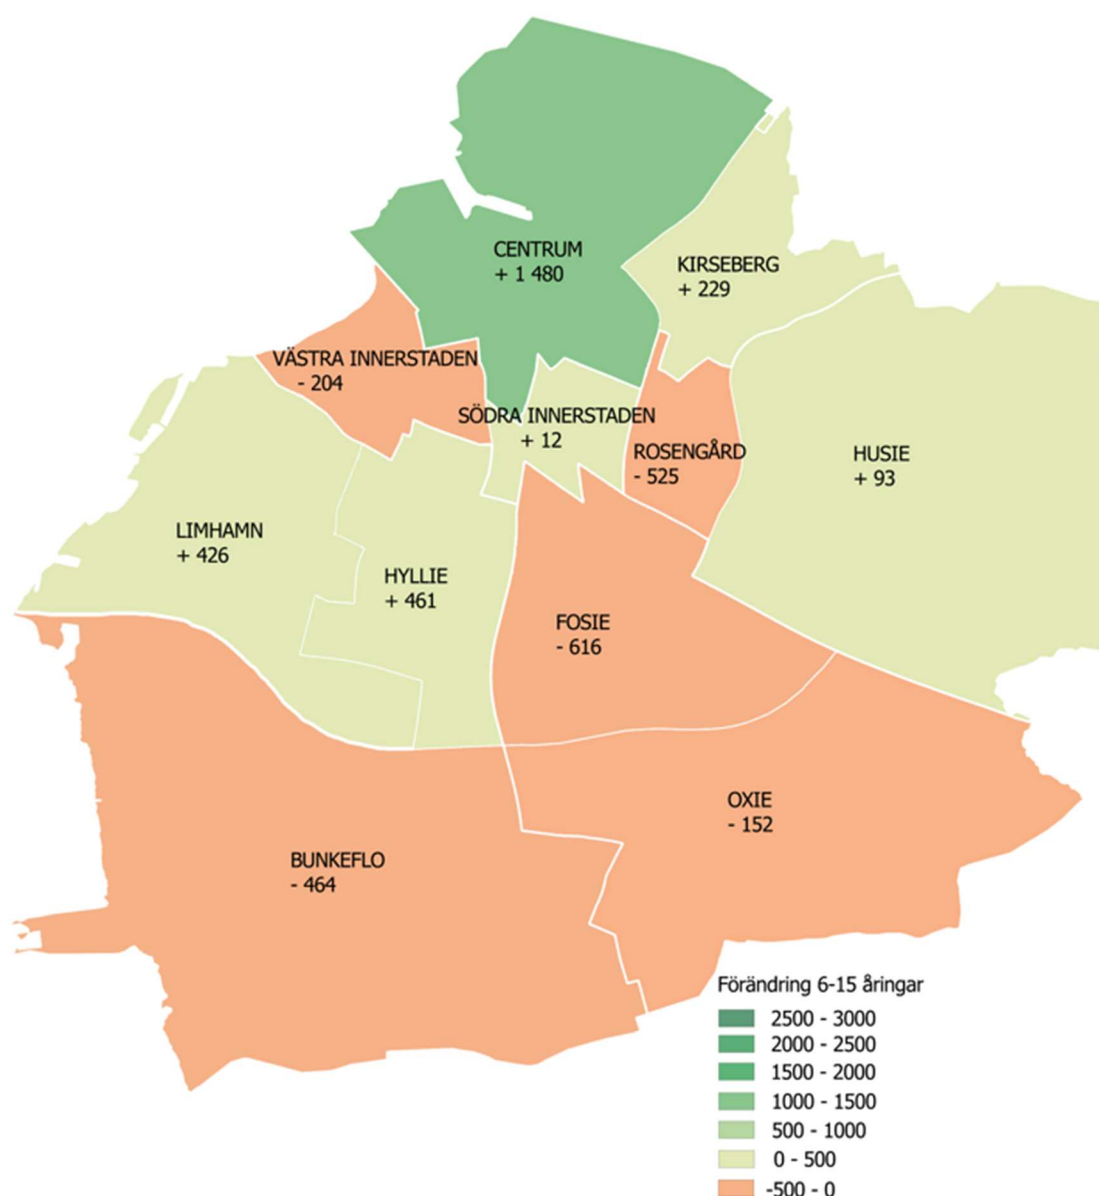 CENTRUM
+ 1 480
KIRSEBERG
+ 229
VÄSTRA INNERSTADEN
- 204
SÖDRA INNERSTADEN
+ 12
ROSENGÅRD
- 525
HUSIE
+ 93
LIMHAMN
+ 426
HYLLIE
+ 461
FOSIE
- 616
OXIE
- 152
BUNKEFLO
- 464
Förändring 6-15 åringar
2500 - 3000
2000 - 2500
1500 - 2000
1000 - 1500
500 - 1000
0 - 500
-500 - 0